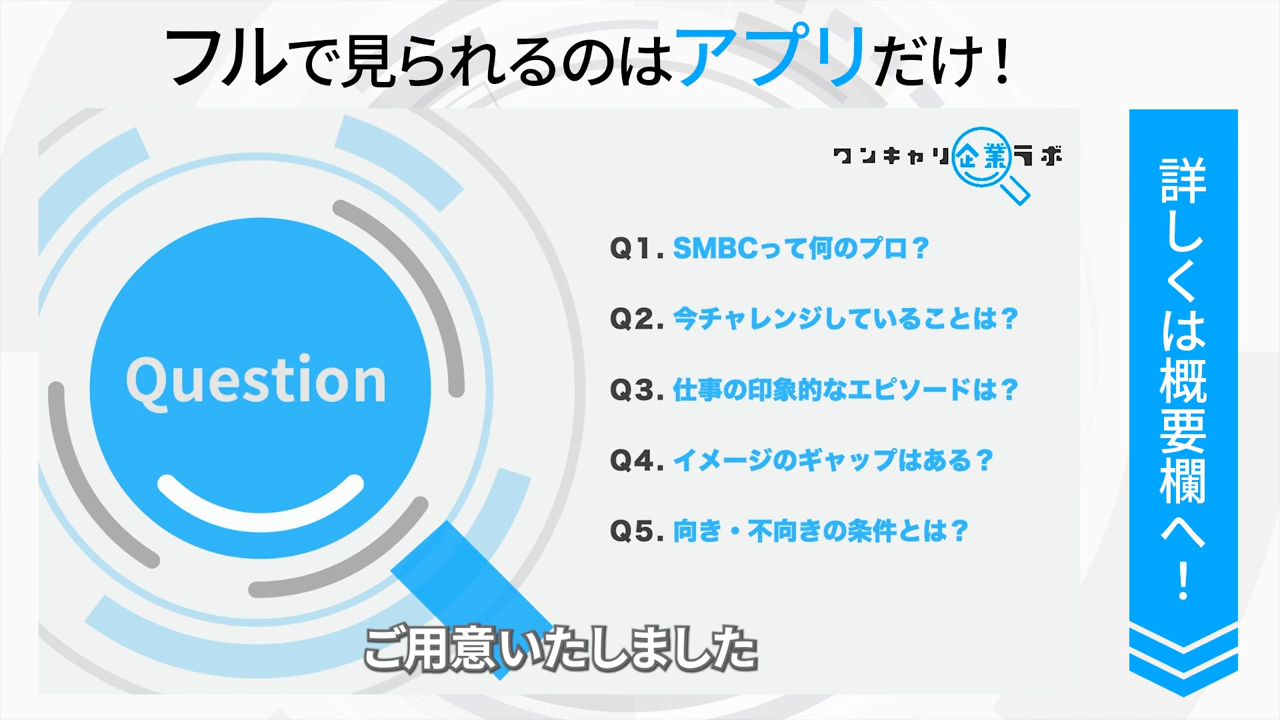 フルで見られるのはアプリだけ！
ワンキャリ企業ラボ
Question
Q1. SMBCって何のプロ？
Q2. 今チャレンジしていることは？
Q3. 仕事の印象的なエピソードは？
Q4. イメージのギャップはある？
Q5. 向き・不向きの条件とは？
ご用意いたしました
詳しくは概要欄へ！